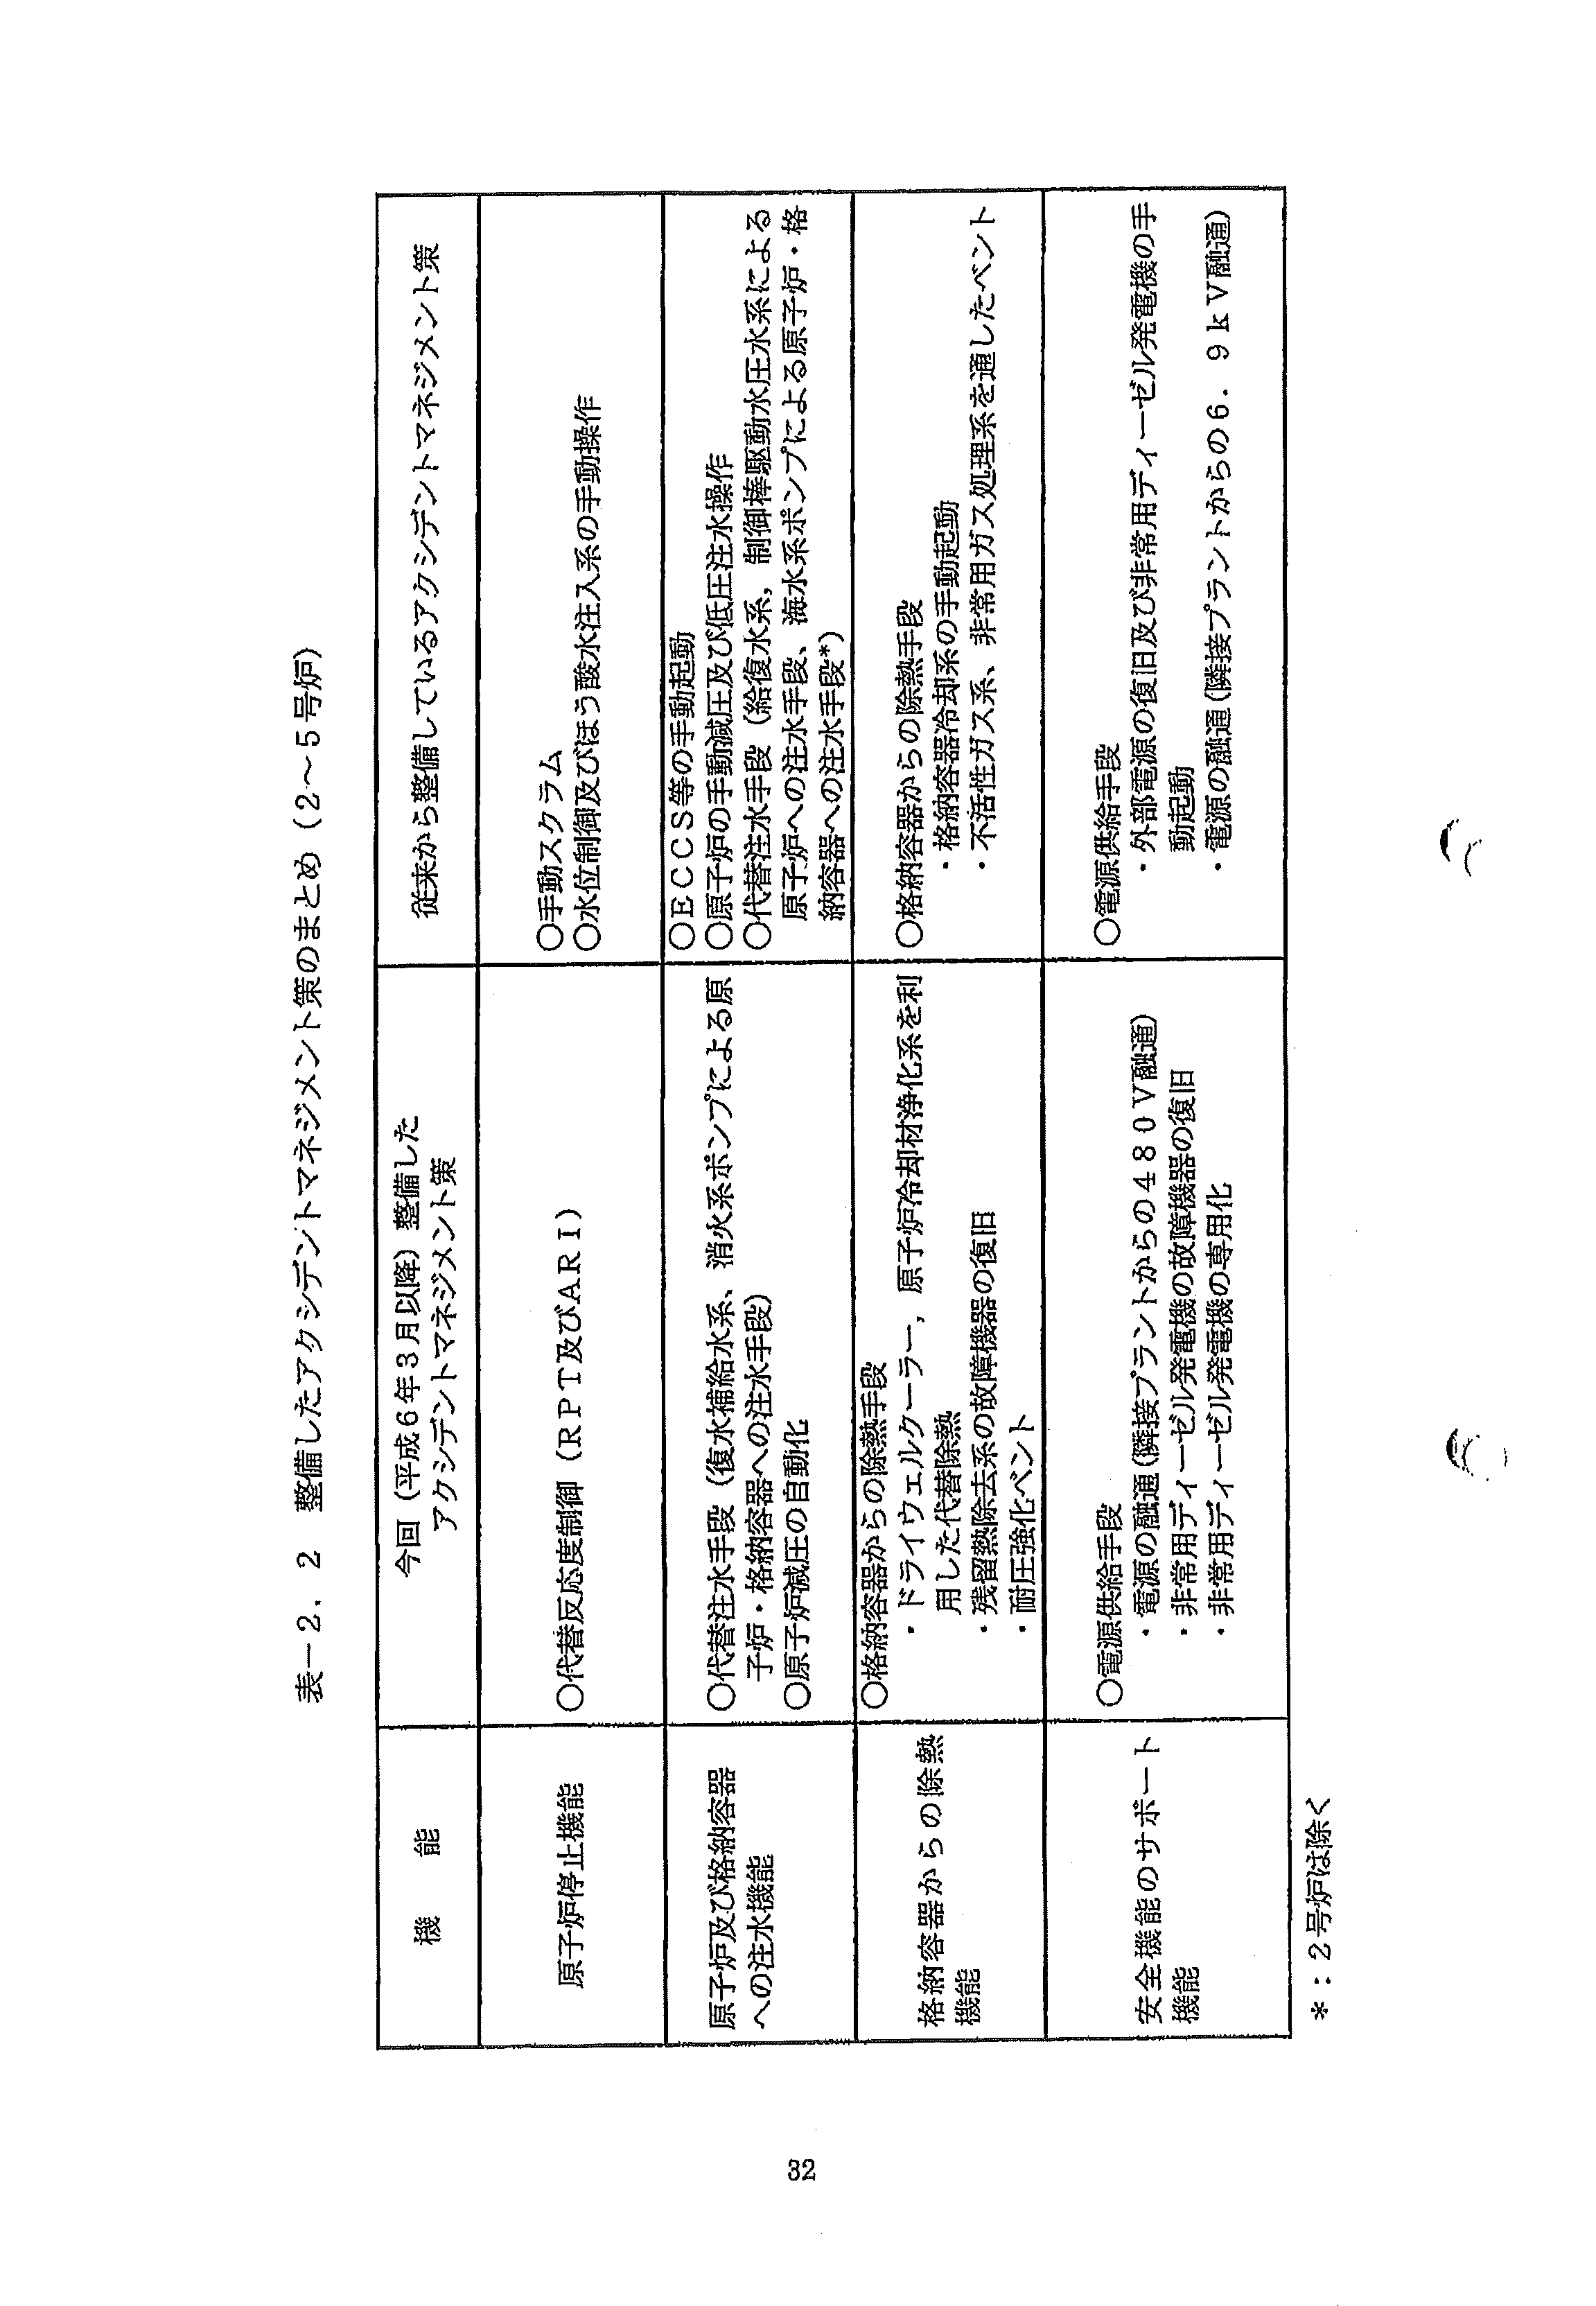 表－２．２　整備したアクシデントマネジメント策のまとめ（２～５号炉）
機　能
今回（平成６年３月以降）整備した
アクシデントマネジメント策
従来から整備しているアクシデントマネジメント策
原子炉停止機能
○代替反応度制御（ＲＰＴ及びＡＲＩ）
○手動スクラム
○水位制御及びほう酸水注入系の手動操作
原子炉及び格納容器
への注水機能
○代替注水手段（復水補給水系、消火系ポンプによる原
子炉・格納容器への注水手段）
○原子炉減圧の自動化
○ＥＣＣＳ等の手動起動
○原子炉の手動減圧及び低圧注水操作
○代替注水手段（給復水系，制御棒駆動水圧水系による
原子炉への注水手段、海水系ポンプによる原子炉・格
納容器への注水手段*）
格納容器からの除熱
機能
○格納容器からの除熱手段
・ドライウェルクーラー，原子炉冷却材浄化系を利
用した代替除熱
・残留熱除去系の故障機器の復旧
・耐圧強化ベント
○格納容器からの除熱手段
・格納容器冷却系の手動起動
・不活性ガス系、非常用ガス処理系を通したベント
安全機能のサポート
機能
○電源供給手段
・電源の融通（隣接プラントからの４８０Ｖ融通）
・非常用ディーゼル発電機の故障機器の復旧
・非常用ディーゼル発電機の専用化
○電源供給手段
・外部電源の復旧及び非常用ディーゼル発電機の手
動起動
・電源の融通（隣接プラントからの６．９ｋＶ融通）
＊：２号炉は除く
32